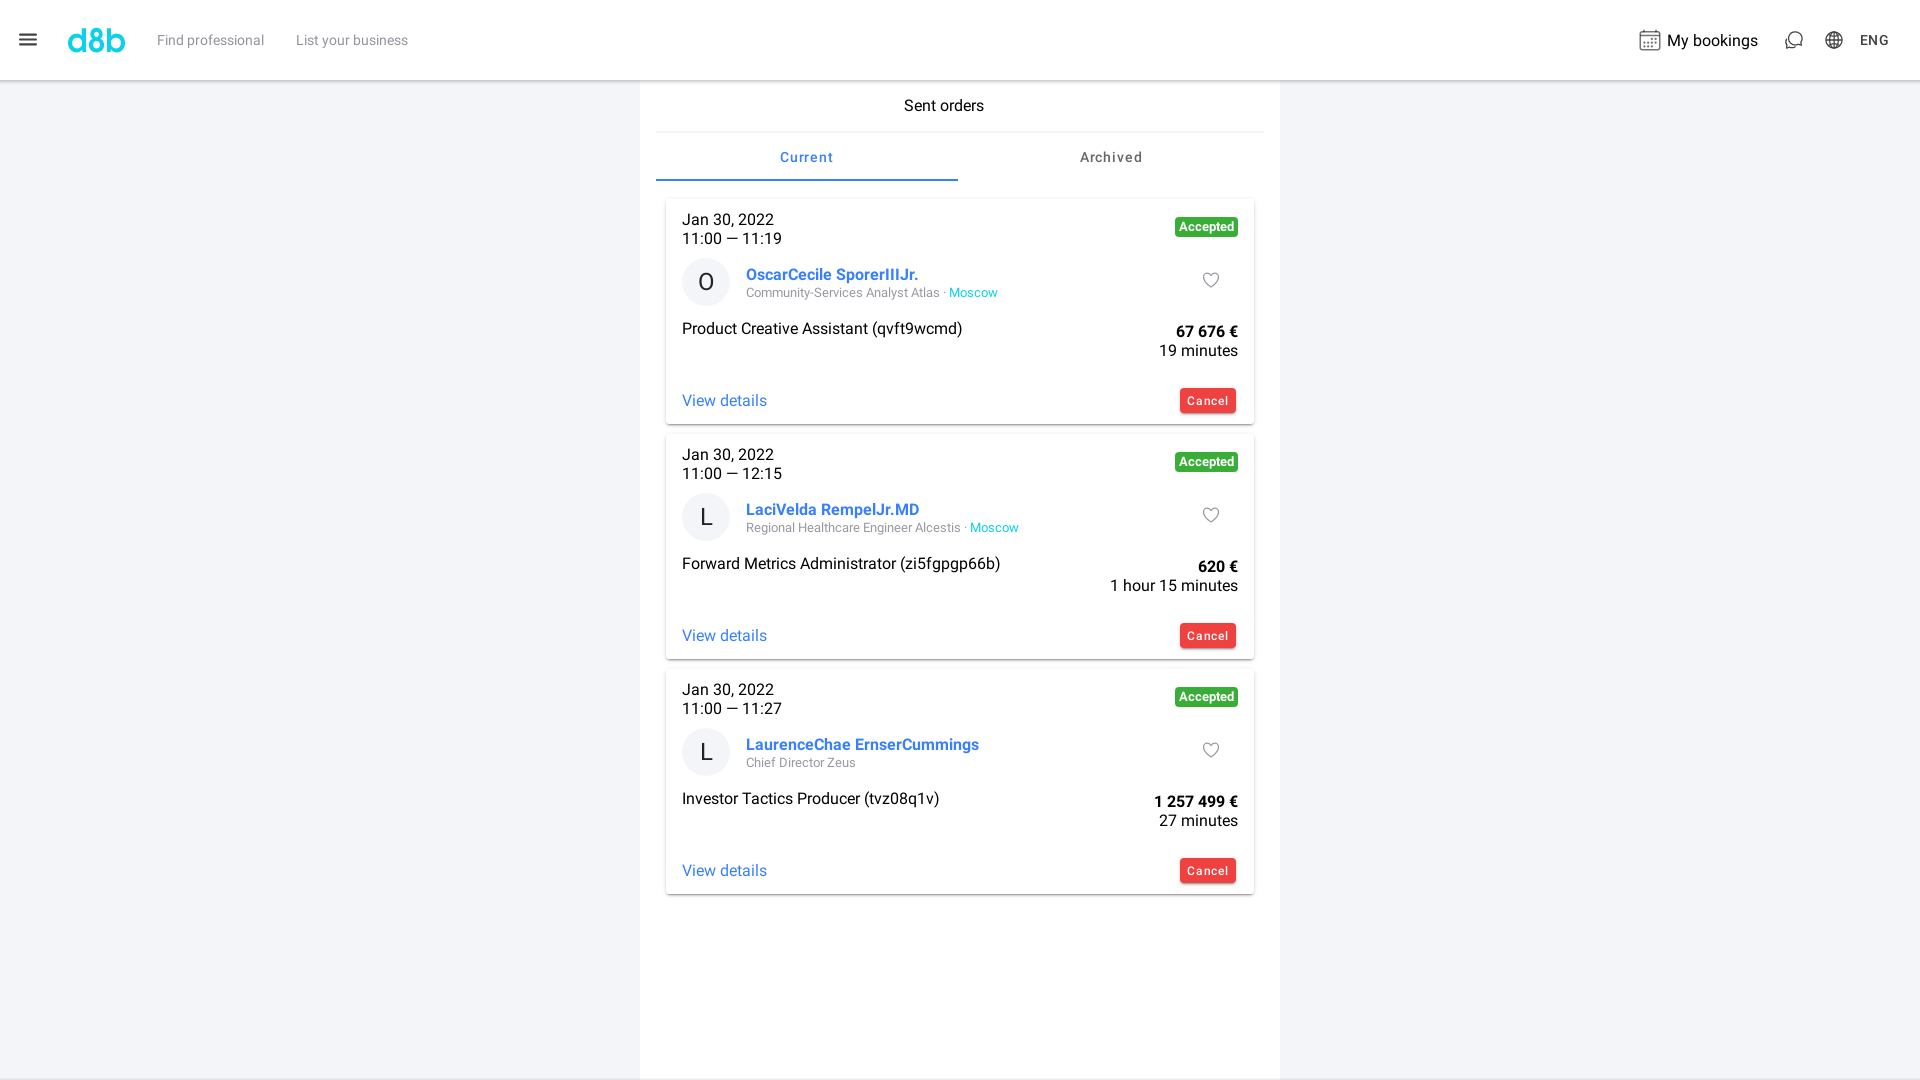 d8b
Find professional
List your business
My bookings
ENG
Sent orders
Current
Archived
Jan 30, 2022
11:00 — 11:19
Accepted
O
OscarCecile SporerIIIJr.
Community-Services Analyst Atlas · Moscow
Product Creative Assistant (qvft9wcmd)
67 676 €
19 minutes
View details
Cancel
Jan 30, 2022
11:00 — 12:15
Accepted
L
LaciVelda RempelJr.MD
Regional Healthcare Engineer Alcestis · Moscow
Forward Metrics Administrator (zi5fgpgp66b)
620 €
1 hour 15 minutes
View details
Cancel
Jan 30, 2022
11:00 — 11:27
Accepted
L
LaurenceChae ErnserCummings
Chief Director Zeus
Investor Tactics Producer (tvz08q1v)
1 257 499 €
27 minutes
View details
Cancel